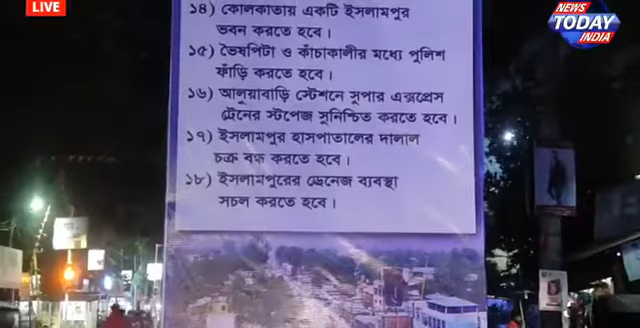 LIVE
NEWS
TODAY
INDIA
১৪) কোলকাতায় একটি ইসলামপুর
ভবন করতে হবে।
১৫) ভৈষপিটা ও কাঁচাকালীর মধ্যে পুলিশ
ফাঁড়ি করতে হবে।
১৬) আলুয়াবাড়ি স্টেশনে সুপার এক্সপ্রেস
ট্রেনের স্টপেজ সুনিশ্চিত করতে হবে।
১৭) ইসলামপুর হাসপাতালের দালাল
চক্র বন্ধ করতে হবে।
১৮) ইসলামপুরের ড্রেনেজ ব্যবস্থা
সচল করতে হবে।